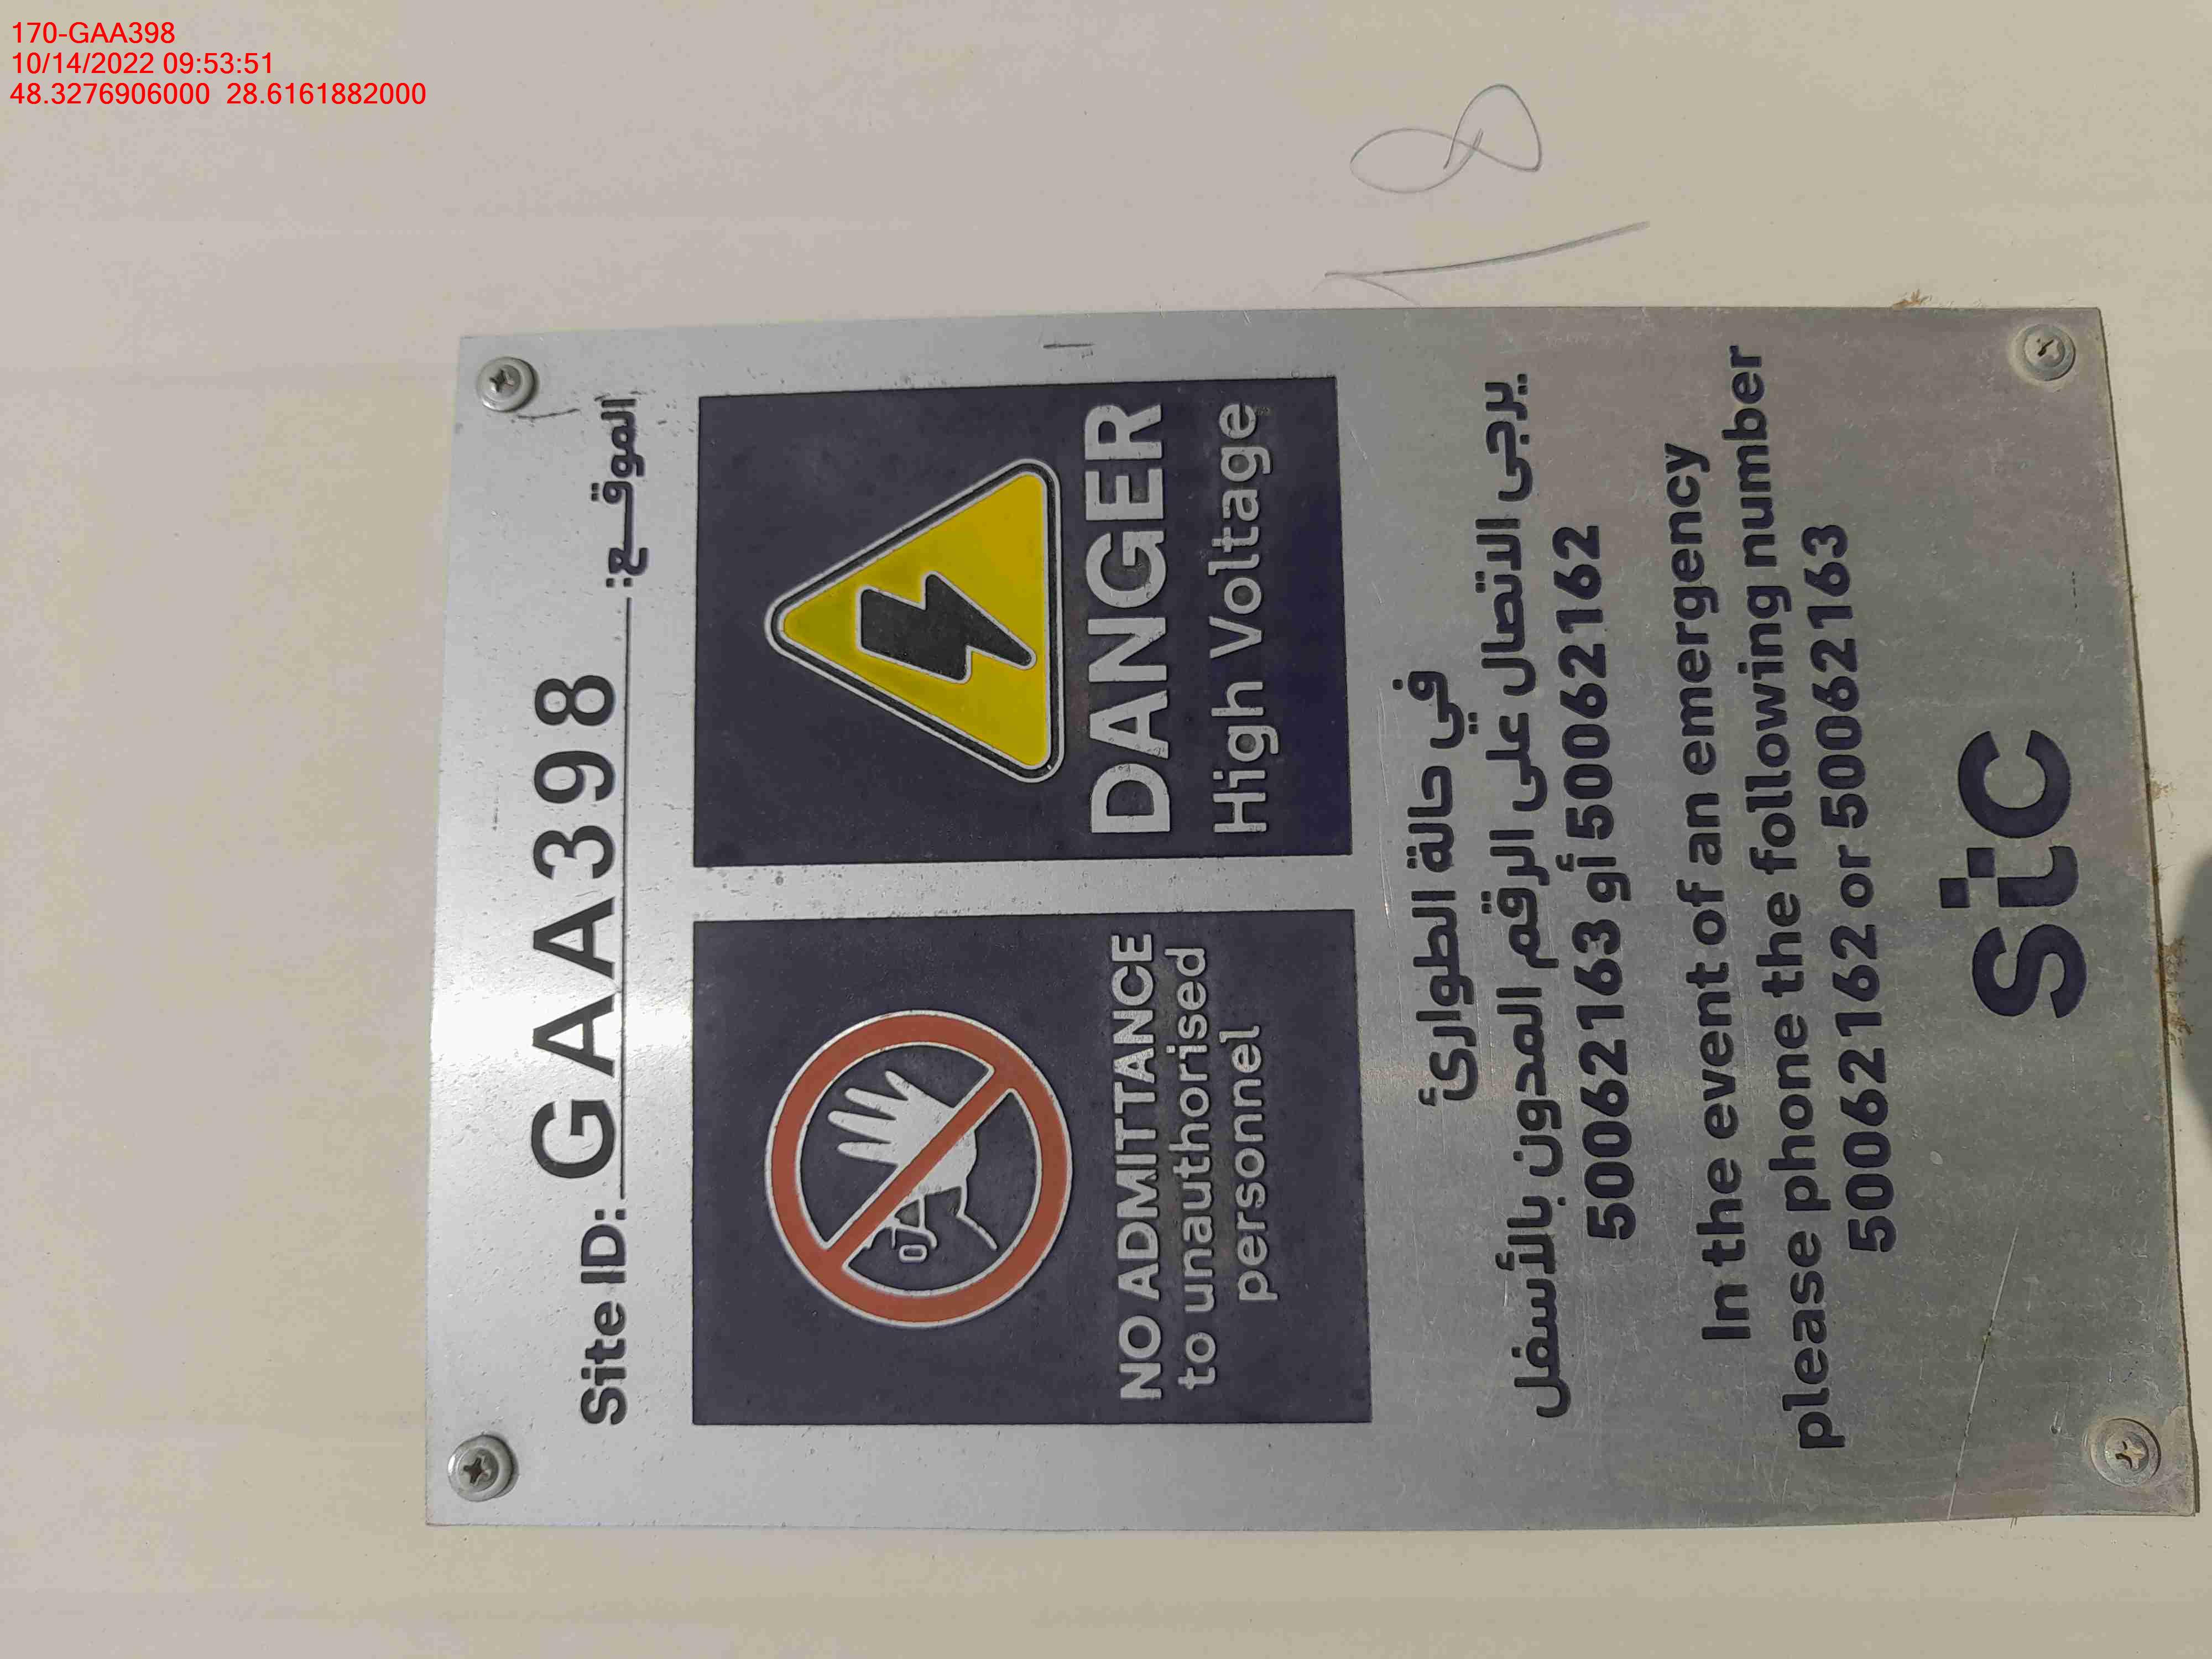 170-GAA398
10/14/2022 09:53:51
48.3276906000 28.6161882000
18
Site ID: GAA398 الموقع:
NO ADMITTANCE
to unauthorised
personnel
DANGER
High Voltage
في حالة الطوارئ
يرجى الاتصال على الرقم المدون بالأسفل
50062163 أو 50062162
In the event of an emergency
please phone the following number
50062162 or 50062163
stc